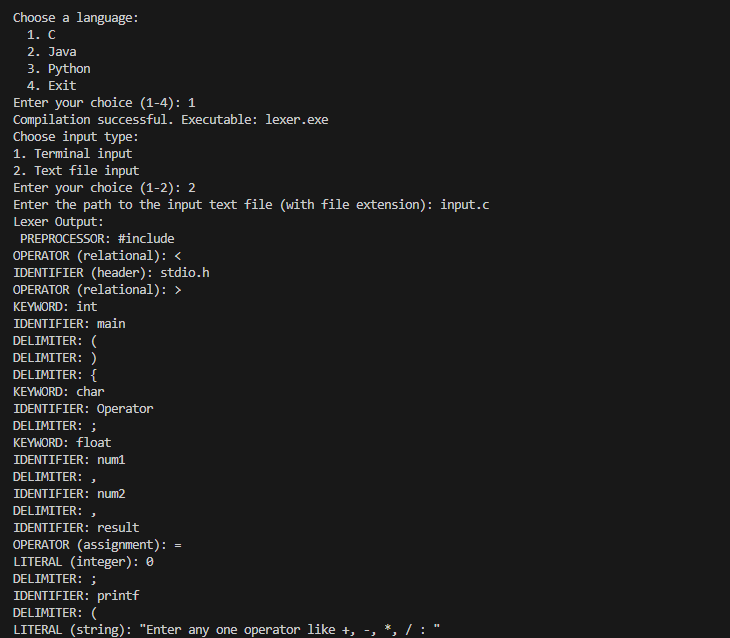 Choose a language:
1. C
2. Java
3. Python
4. Exit
Enter your choice (1-4): 1
Compilation successful. Executable: lexer.exe
Choose input type:
1. Terminal input
2. Text file input
Enter your choice (1-2): 2
Enter the path to the input text file (with file extension): input.c
Lexer Output:
PREPROCESSOR: #include
OPERATOR (relational): <
IDENTIFIER (header): stdio.h
OPERATOR (relational): >
KEYWORD: int
IDENTIFIER: main
DELIMITER: (
DELIMITER: )
DELIMITER: {
KEYWORD: char
IDENTIFIER: Operator
DELIMITER: ;
KEYWORD: float
IDENTIFIER: num1
DELIMITER: ,
IDENTIFIER: num2
DELIMITER: ,
IDENTIFIER: result
OPERATOR (assignment): =
LITERAL (integer): 0
DELIMITER: ;
IDENTIFIER: printf
DELIMITER: (
LITERAL (string): "Enter any one operator like +, -, *, / : "